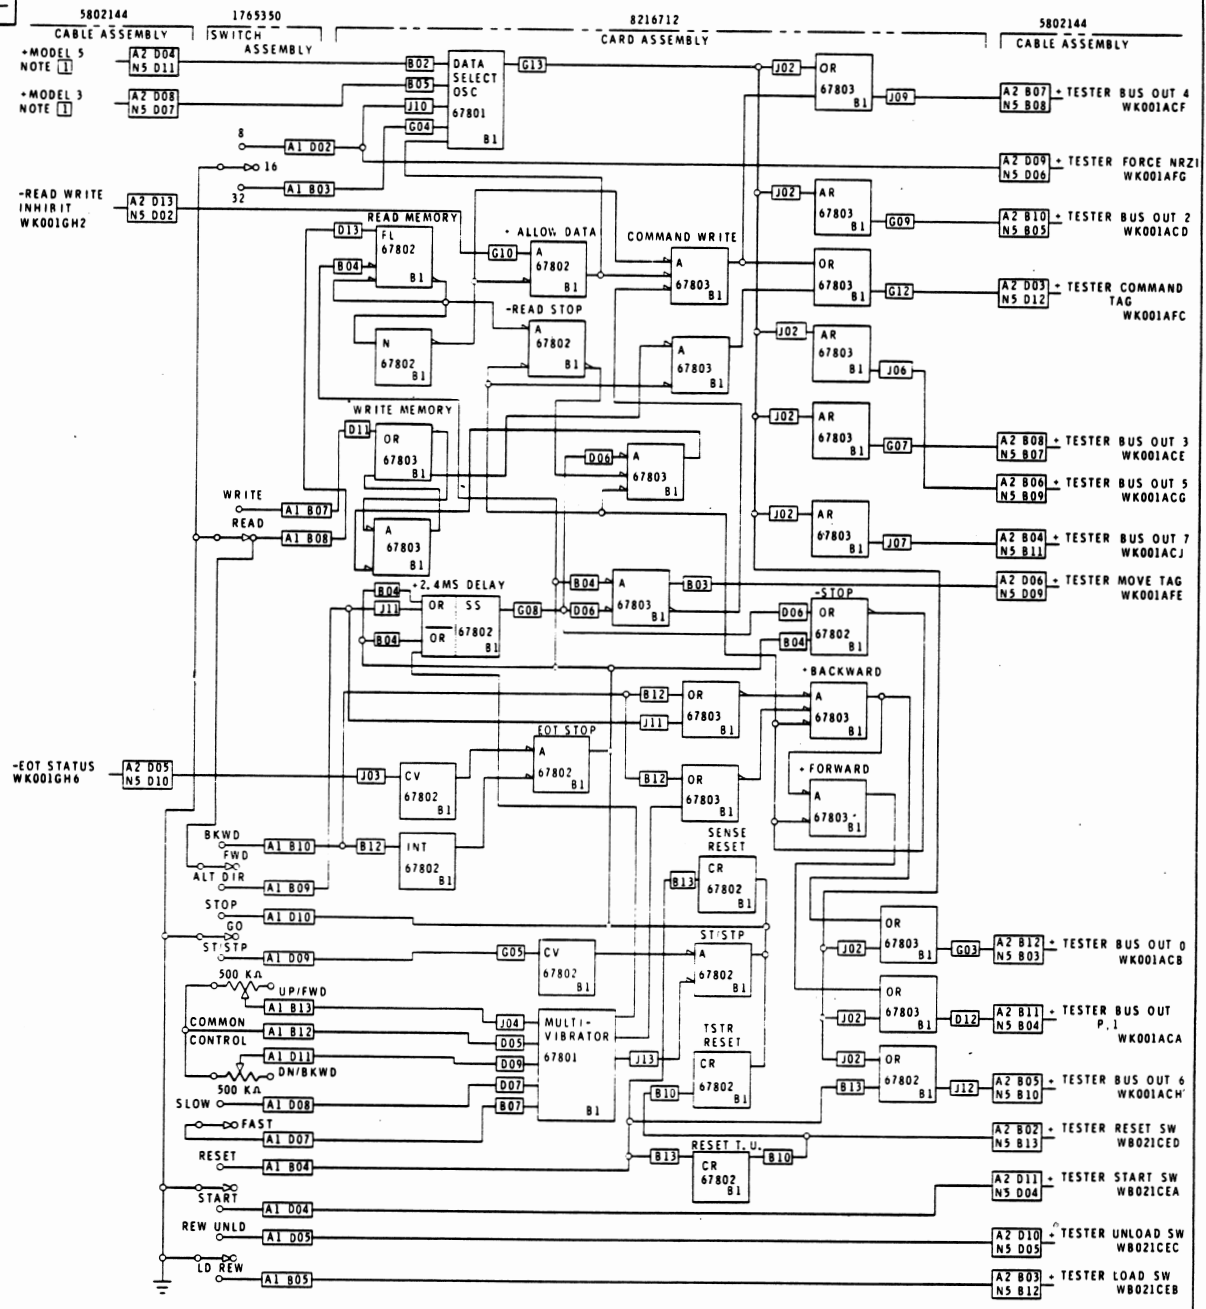 5802144
1765350
8216712
5802144
CABLE ASSEMBLY
SWITCH
ASSEMBLY
CARD ASSEMBLY
CABLE ASSEMBLY
+MODEL 5
NOTE 1
A2 D04
N5 D11
B02
DATA
SELECT
OSC
67801
B1
G13
J02
OR
67803
B1
J09
A2 B07
N5 B08
+ TESTER BUS OUT 4
WK001ACF
+MODEL 3
NOTE 1
A2 D08
N5 D07
B05
J10
G04
8
A1 D02
16
A1 B03
32
A2 D09
N5 D06
+ TESTER FORCE NRZI
WK001AFG
-READ WRITE
INHIBIT
WK001GH2
A2 D13
N5 D02
J02
AR
67803
B1
G09
A2 B10
N5 B05
+ TESTER BUS OUT 2
WK001ACD
READ MEMORY
D13
FL
67802
B1
B04
+ ALLOW DATA
G10
A
67802
B1
COMMAND WRITE
A
67803
B1
OR
67803
B1
G12
A2 D03
N5 D12
+ TESTER COMMAND
TAG
WK001AFC
-READ STOP
A
67802
B1
N
67802
B1
A
67803
B1
J02
AR
67803
B1
J06
WRITE MEMORY
D11
OR
67803
B1
D06
A
67803
B1
J02
AR
67803
B1
G07
A2 B08
N5 B07
+ TESTER BUS OUT 3
WK001ACE
A2 B06
N5 B09
+ TESTER BUS OUT 5
WK001ACG
WRITE
A1 B07
READ
A1 B08
A
67803
B1
J02
AR
67803
B1
J07
A2 B04
N5 B11
+ TESTER BUS OUT 7
WK001ACJ
+2.4MS DELAY
B04
J11
B04
OR
SS
OR
67802
B1
G08
B04
D06
A
67803
B1
B03
A2 D06
N5 D09
+ TESTER MOVE TAG
WK001AFE
-STOP
D06
OR
67802
B04
B1
+BACKWARD
B12
OR
67803
J11
B1
A
67803
B1
EOT STOP
A
67802
B1
-EOT STATUS
WK001GH6
A2 D05
N5 D10
J03
CV
67802
B1
B12
OR
67803
B1
+ FORWARD
A
67803
B1
BKWD
A1 B10
B12
INT
67802
B1
FWD
ALT DIR
A1 B09
SENSE
RESET
B13
CR
67802
B1
STOP
A1 D10
GO
ST/STP
A1 D09
G05
CV
67802
B1
ST/STP
A
67802
B1
OR
67803
J02
B1
G03
A2 B12
N5 B03
+ TESTER BUS OUT 0
WK001ACB
500 KΩ
UP/FWD
A1 B13
J04
MULTI-
VIBRATOR
67801
B1
COMMON
A1 B12
D05
CONTROL
A1 D11
D09
DN/BKWD
500 KΩ
J13
TSTR
RESET
CR
67802
B1
B10
OR
67803
J02
B1
D12
A2 B11
N5 B04
+ TESTER BUS OUT
P,1
WK001ACA
J02
OR
67802
B13
B1
J12
A2 B05
N5 B10
+ TESTER BUS OUT 6
WK001ACH
SLOW
A1 D08
D07
FAST
A1 D07
B07
A2 B02
N5 B13
+ TESTER RESET SW
WB021CED
RESET
A1 B04
RESET T.U.
B13
CR
67802
B1
B10
START
A1 D04
A2 D11
N5 D04
+ TESTER START SW
WB021CEA
REW UNLD
A1 D05
A2 D10
N5 D05
+ TESTER UNLOAD SW
WB021CEC
LD REW
A1 B05
A2 B03
N5 B12
+ TESTER LOAD SW
WB021CEB